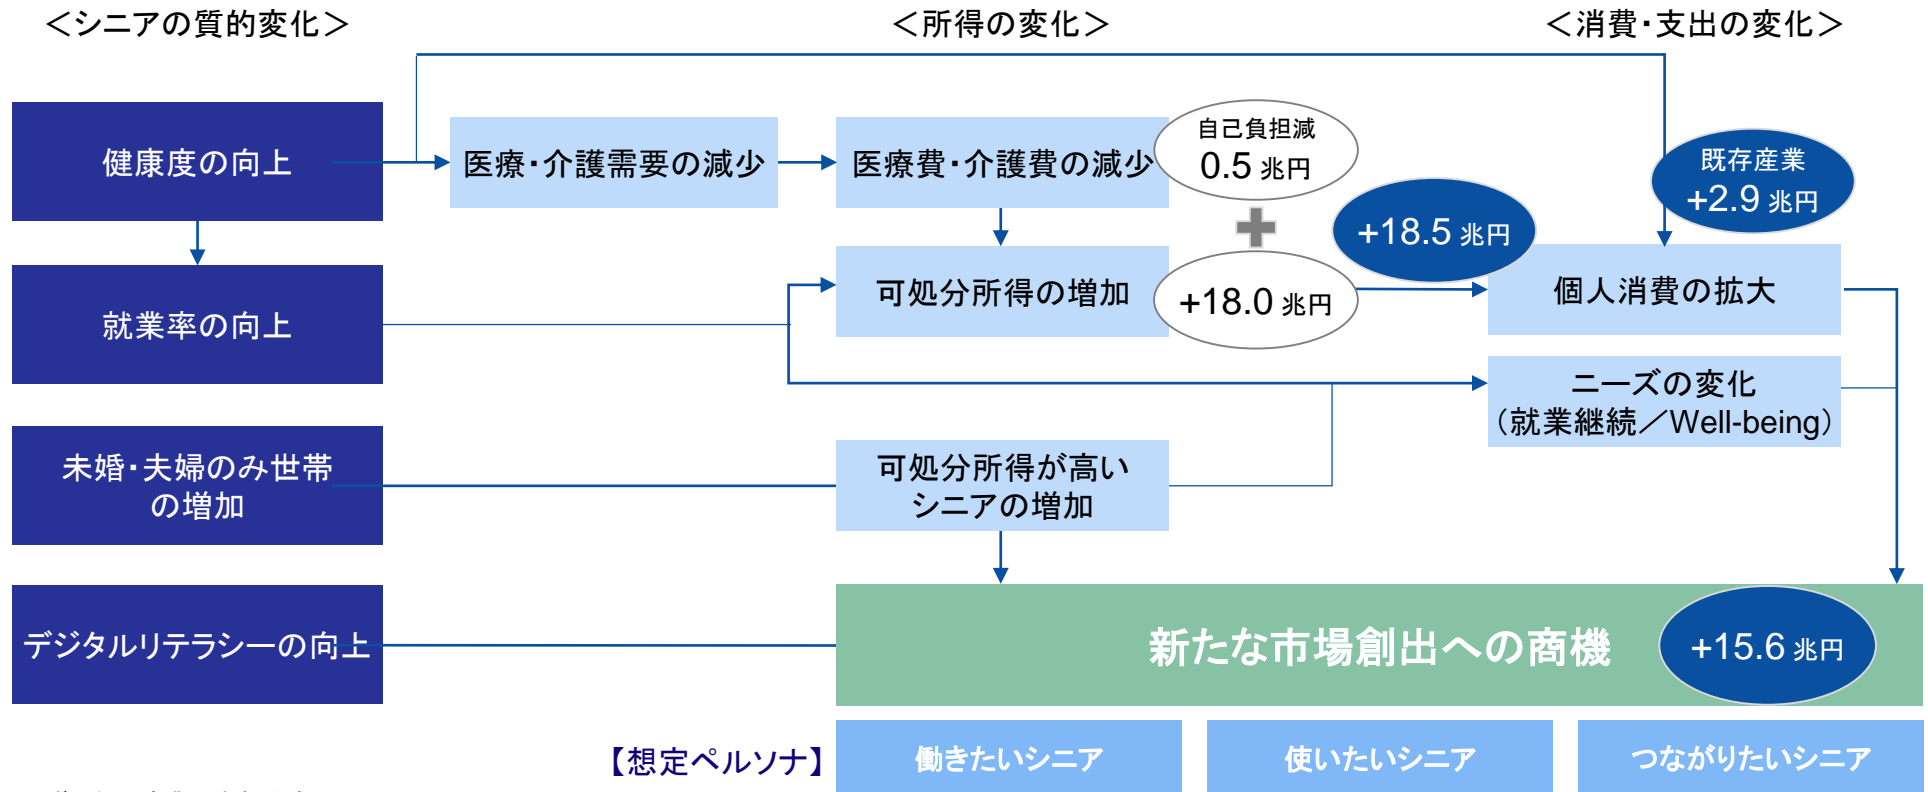 ＜シニアの質的変化＞
＜所得の変化＞
＜消費・支出の変化＞
健康度の向上
医療・介護需要の減少
医療費・介護費の減少
自己負担減
0.5 兆円
既存産業
+2.9 兆円
+18.5 兆円
就業率の向上
可処分所得の増加
+18.0 兆円
個人消費の拡大
ニーズの変化
（就業継続／Well-being）
未婚・夫婦のみ世帯
の増加
可処分所得が高い
シニアの増加
デジタルリテラシーの向上
新たな市場創出への商機
+15.6 兆円
【想定ペルソナ】
働きたいシニア
使いたいシニア
つながりたいシニア